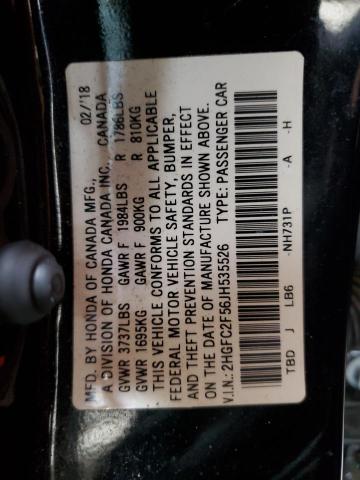 MFD. BY HONDA OF CANADA MFG., 02/'18
A DIVISION OF HONDA CANADA INC., CANADA
GVWR 3737LBS GAWR F 1984LBS R 1786LBS
GVWR 1695KG GAWR F 900KG R 810KG
THIS VEHICLE CONFORMS TO ALL APPLICABLE
FEDERAL MOTOR VEHICLE SAFETY, BUMPER,
AND THEFT PREVENTION STANDARDS IN EFFECT
ON THE DATE OF MANUFACTURE SHOWN ABOVE.
V.I.N.: 2HGFC2F56JH535526 TYPE: PASSENGER CAR
TBD J LB6 -NH731P -A -H